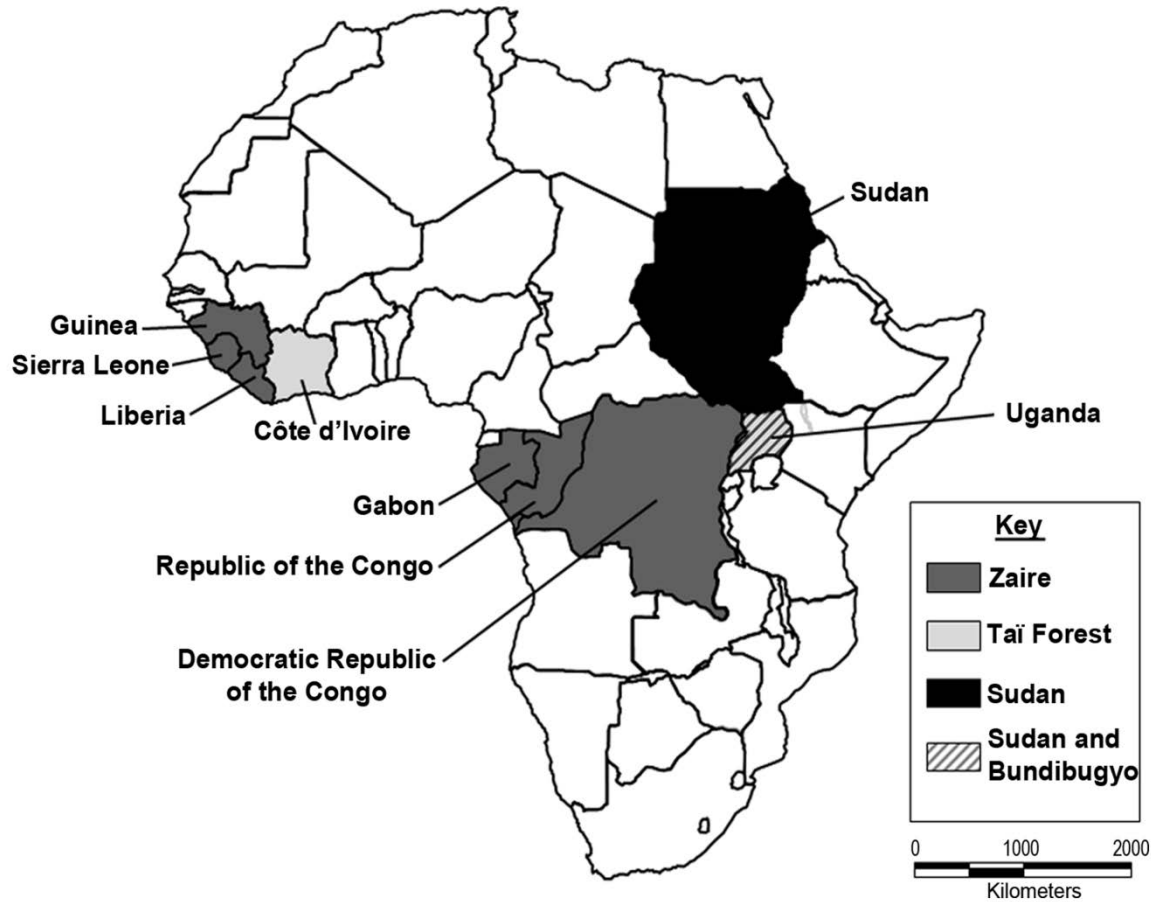 Sudan
Guinea
Sierra Leone
Liberia
Côte d’Ivoire
Uganda
Gabon
Republic of the Congo
Democratic Republic
of the Congo
Key
Zaire
Taï Forest
Sudan
Sudan and
Bundibugyo
0 1000 2000
Kilometers